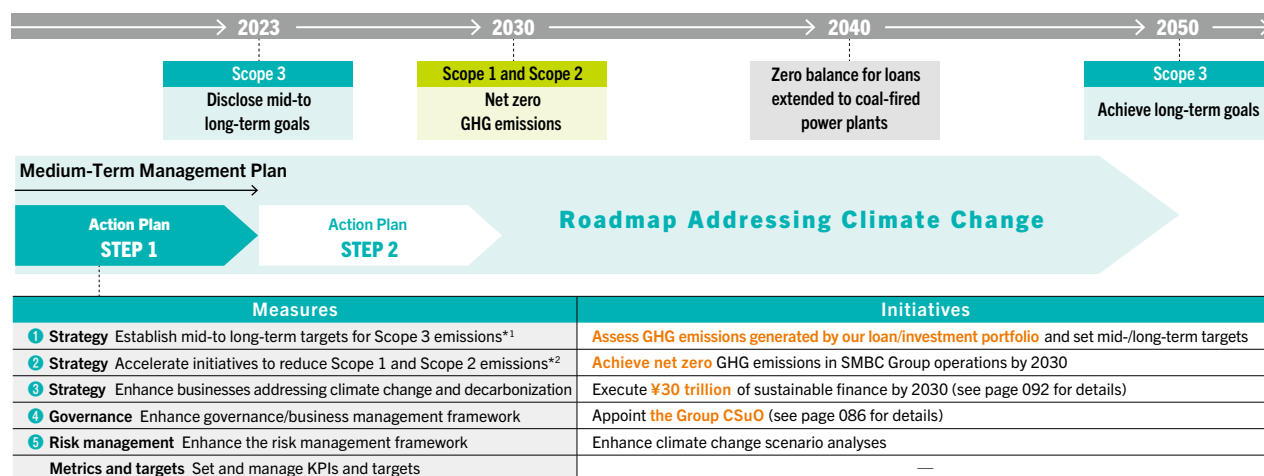 2023 2030 2040 2050
Scope 3
Disclose mid-to
long-term goals
Scope 1 and Scope 2
Net zero
GHG emissions
Zero balance for loans
extended to coal-fired
power plants
Scope 3
Achieve long-term goals
Medium-Term Management Plan
Action Plan
STEP 1
Action Plan
STEP 2
Roadmap Addressing Climate Change
Measures Initiatives
1 Strategy Establish mid-to long-term targets for Scope 3 emissions*1 Assess GHG emissions generated by our loan/investment portfolio and set mid-/long-term targets
2 Strategy Accelerate initiatives to reduce Scope 1 and Scope 2 emissions*2 Achieve net zero GHG emissions in SMBC Group operations by 2030
3 Strategy Enhance businesses addressing climate change and decarbonization Execute ¥30 trillion of sustainable finance by 2030 (see page 092 for details)
4 Governance Enhance governance/business management framework Appoint the Group CSuO (see page 086 for details)
5 Risk management Enhance the risk management framework Enhance climate change scenario analyses
Metrics and targets Set and manage KPIs and targets —